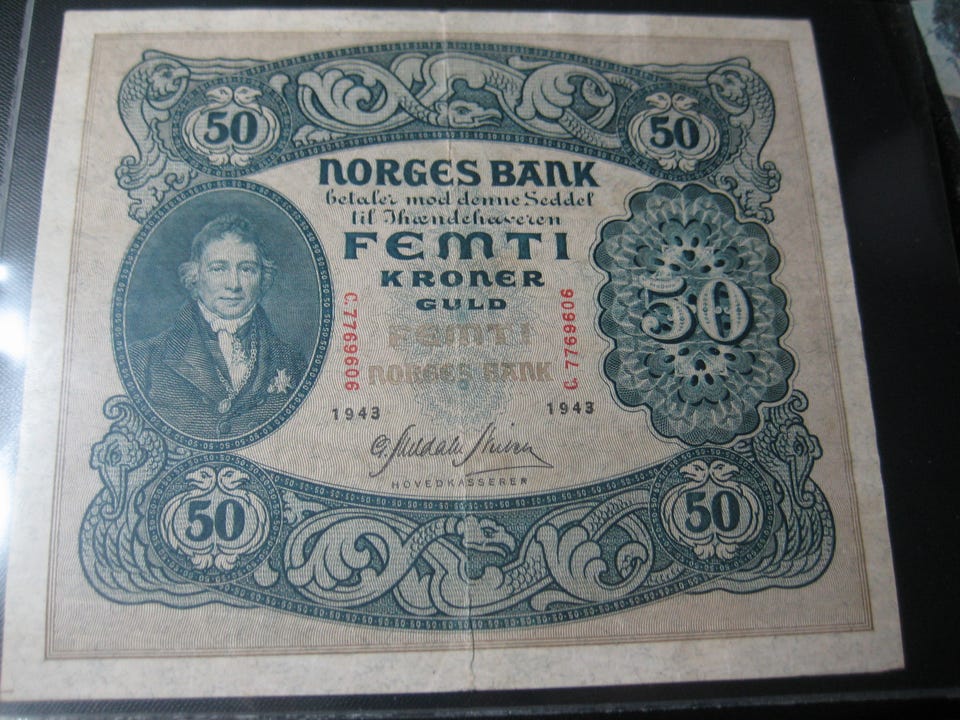 50 50
NORGES BANK
betaler mod denne Seddel
til Ihændehaveren
FEMTI
KRONER
GULD
FEMTI
NORGES BANK
C.7769606
C.7769606
50
1943 1943
HOVEDKASSERER
50 50